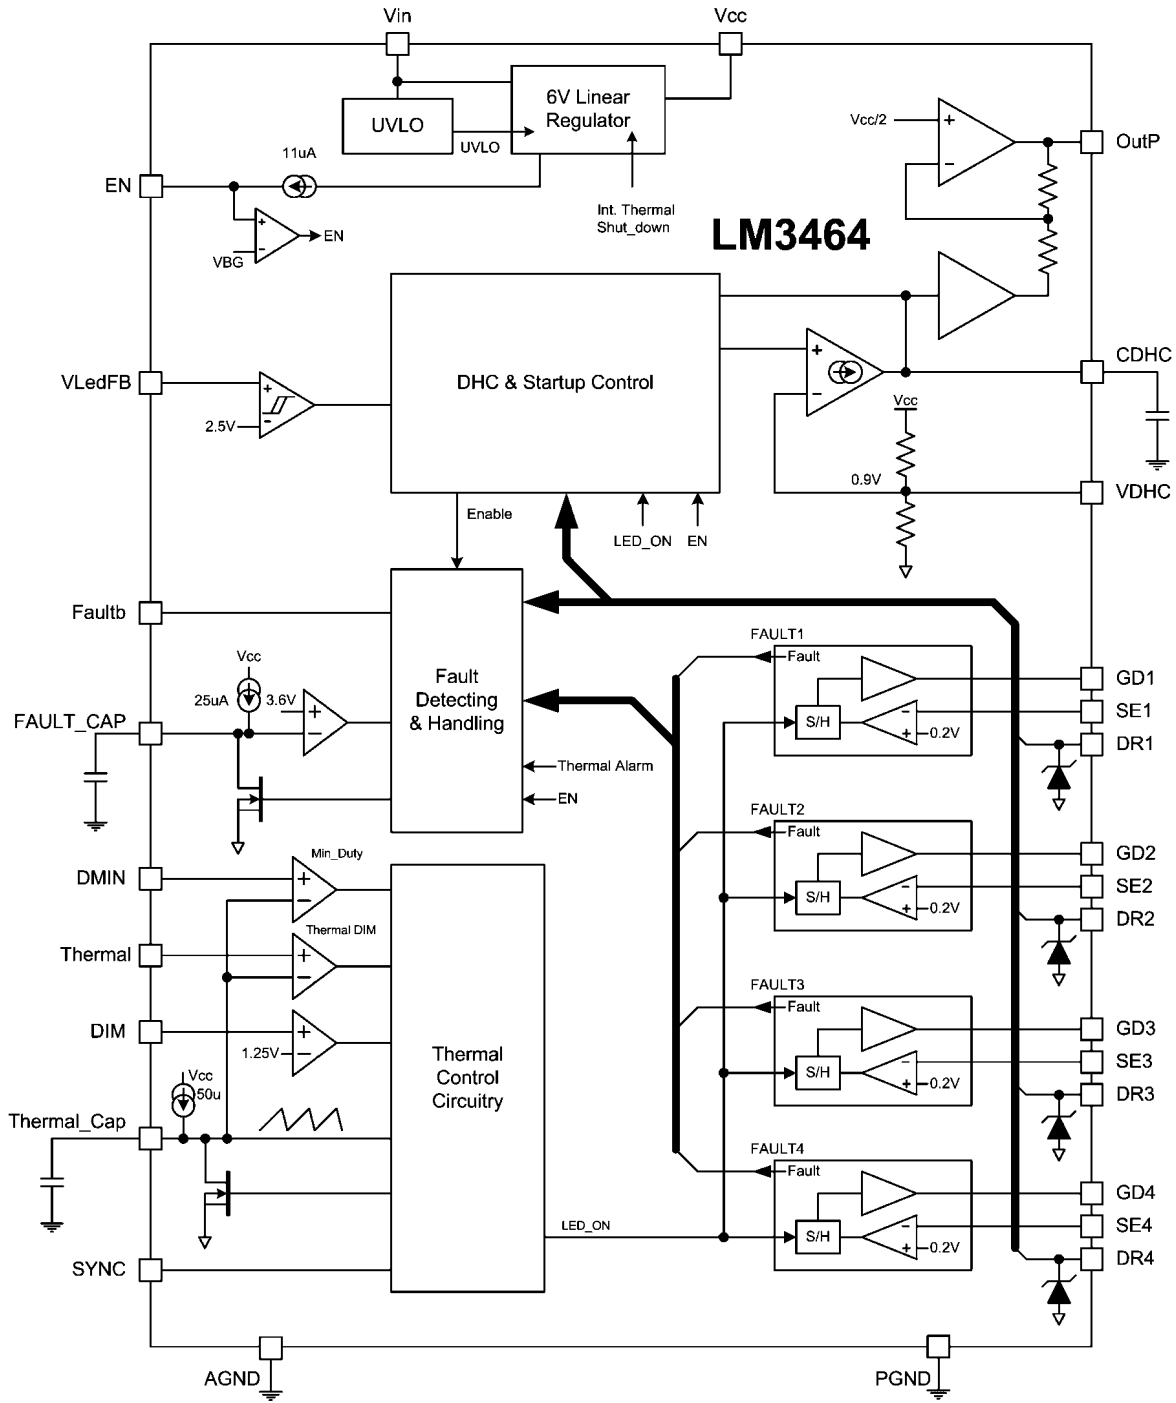 Vin
Vcc
6V Linear
Regulator
UVLO
UVLO
11uA
EN
EN
VBG
Int. Thermal
Shut_down
LM3464
Vcc/2
+
−
OutP
DHC & Startup Control
VLedFB
+
-
2.5V
+
−
CDHC
Vcc
0.9V
VDHC
Enable
LED_ON
EN
Faultb
Fault
Detecting
& Handling
Vcc
25uA
3.6V
+
−
FAULT_CAP
Thermal Alarm
EN
FAULT1
Fault
S/H
−
+
0.2V
GD1
SE1
DR1
FAULT2
Fault
S/H
−
+
0.2V
GD2
SE2
DR2
DMIN
Min_Duty
+
−
Thermal
Thermal DIM
+
−
DIM
+
−
1.25V
Thermal
Control
Circuitry
Vcc
50u
Thermal_Cap
FAULT3
Fault
S/H
−
+
0.2V
GD3
SE3
DR3
FAULT4
Fault
S/H
−
+
0.2V
GD4
SE4
DR4
LED_ON
SYNC
AGND
PGND